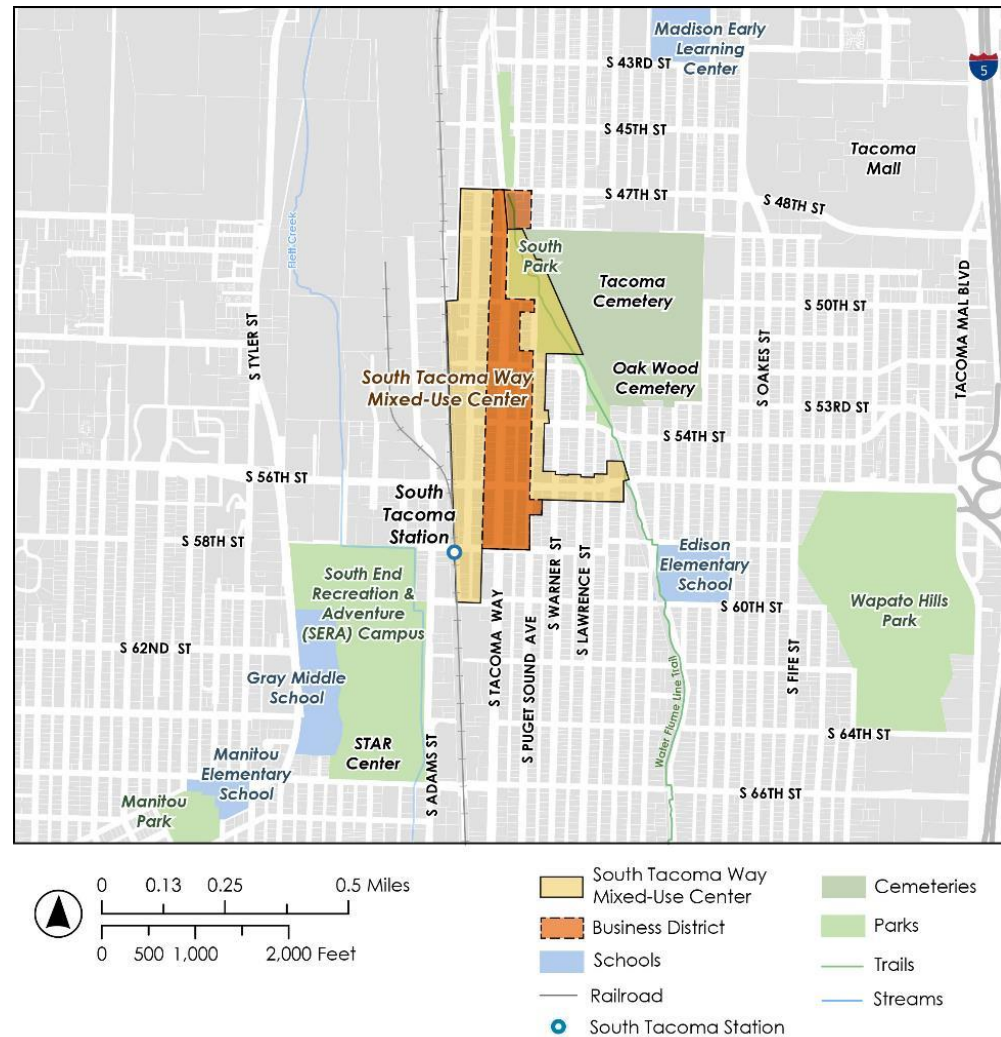 Madison Early
Learning
Center
S 43RD ST
5
S 45TH ST
Tacoma
Mall
S 47TH ST
S 48TH ST
Flett Creek
South
Park
Tacoma
Cemetery
S 50TH ST
TACOMA MAL BLVD
S TYLER ST
S OAKES ST
South Tacoma Way
Mixed-Use Center
Oak Wood
Cemetery
S 53RD ST
S 54TH ST
S 56TH ST
South
Tacoma
Station
S 58TH ST
Edison
Elementary
School
S WARNER ST
S LAWRENCE ST
South End
Recreation &
Adventure
(SERA) Campus
S 60TH ST
Wapato Hills
Park
S TACOMA WAY
S PUGET SOUND AVE
S 62ND ST
S FIFE ST
Gray Middle
School
Water Flume Line Trail
S 64TH ST
STAR
Center
S ADAMS ST
Manitou
Elementary
School
S 66TH ST
Manitou
Park
0 0.13 0.25 0.5 Miles
0 500 1,000 2,000 Feet
South Tacoma Way
Mixed-Use Center
Business District
Schools
Railroad
South Tacoma Station
Cemeteries
Parks
Trails
Streams